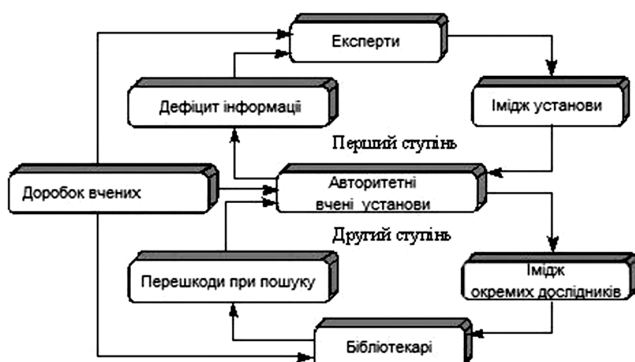 Експерти
Дефіцит інформації
Імідж установи
Перший ступінь
Доробок вчених
Авторитетні
вчені установи
Другий ступінь
Перешкоди при пошуку
Імідж
окремих дослідників
Бібліотекарі